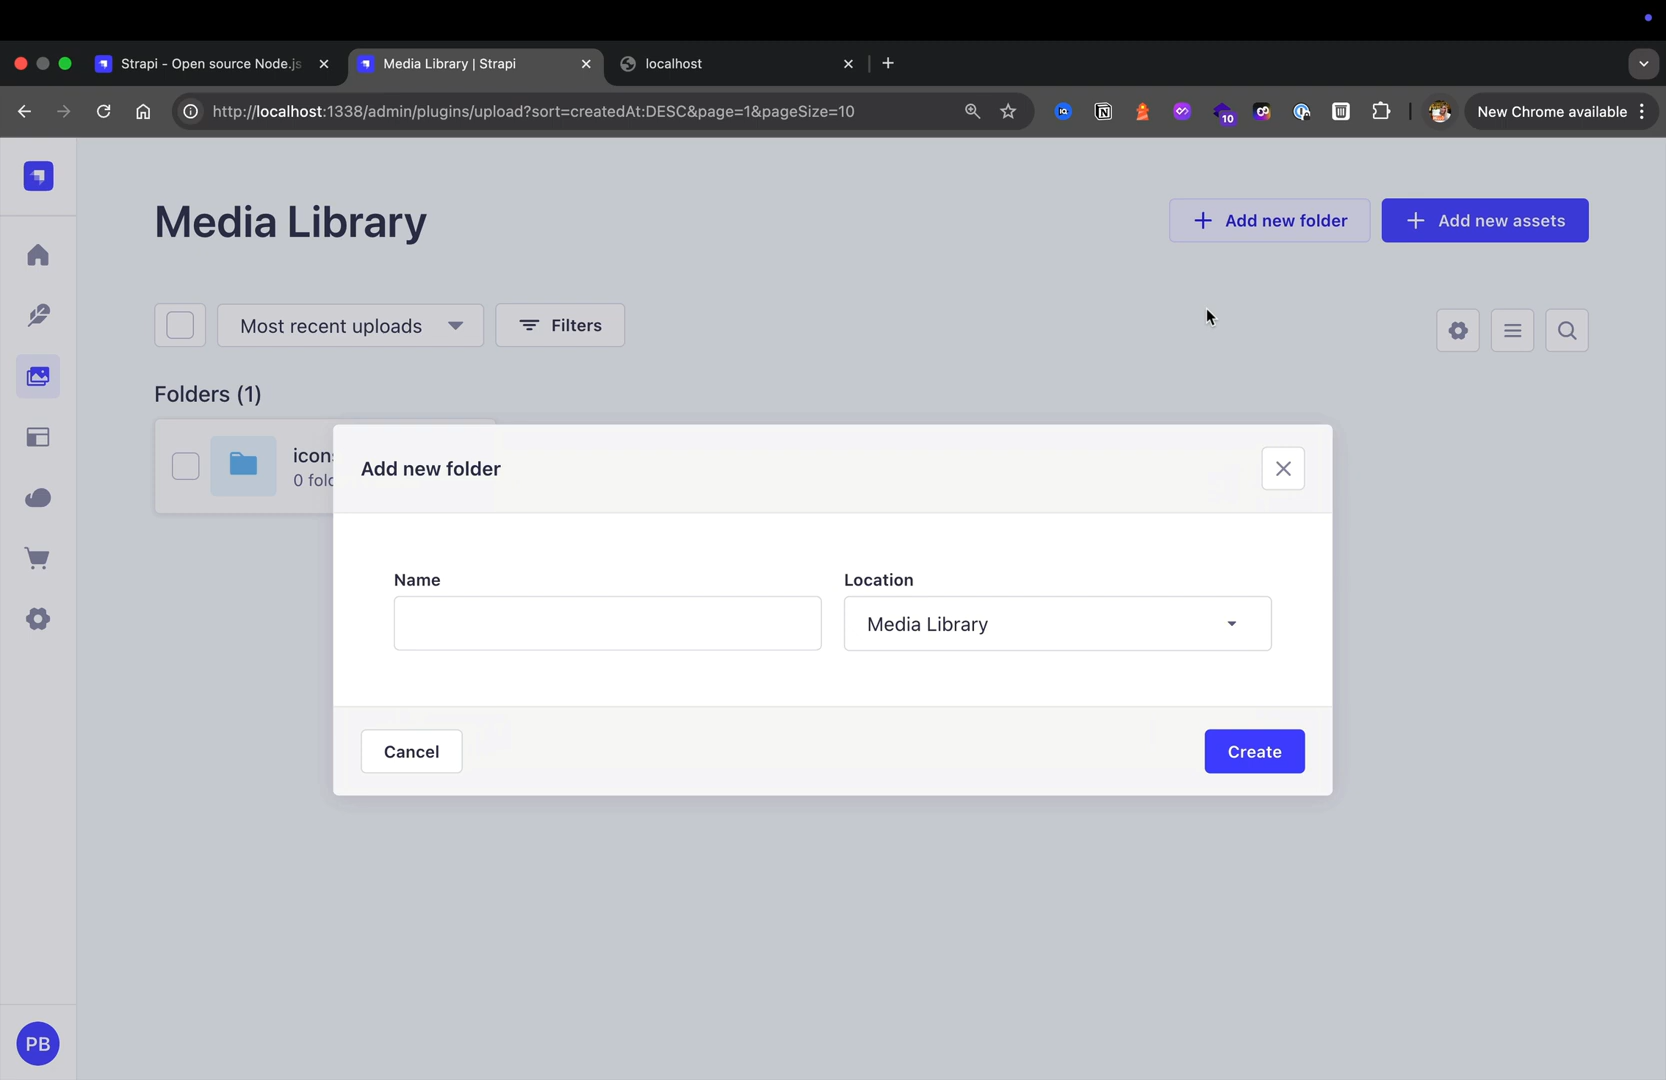 Strapi - Open source Node.js
Media Library | Strapi
localhost
http://localhost:1338/admin/plugins/upload?sort=createdAt:DESC&page=1&pageSize=10
10
New Chrome available
Media Library
Add new folder
Add new assets
Most recent uploads
Filters
Folders (1)
icons
0 fol
Add new folder
Name
Location
Media Library
Cancel
Create
PB